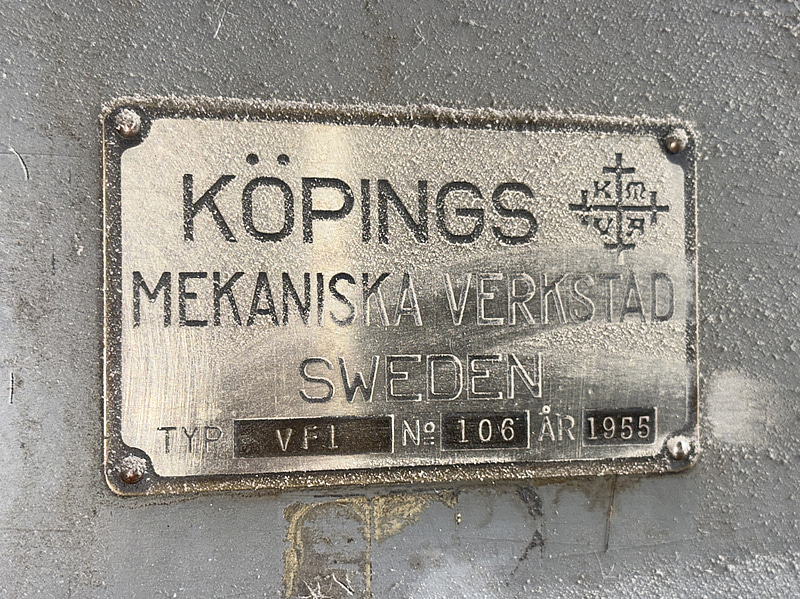 KÖPINGS
K M
V A
MEKANISKA VERKSTAD
SWEDEN
TYP VF1 Nº 106 ÅR 1955